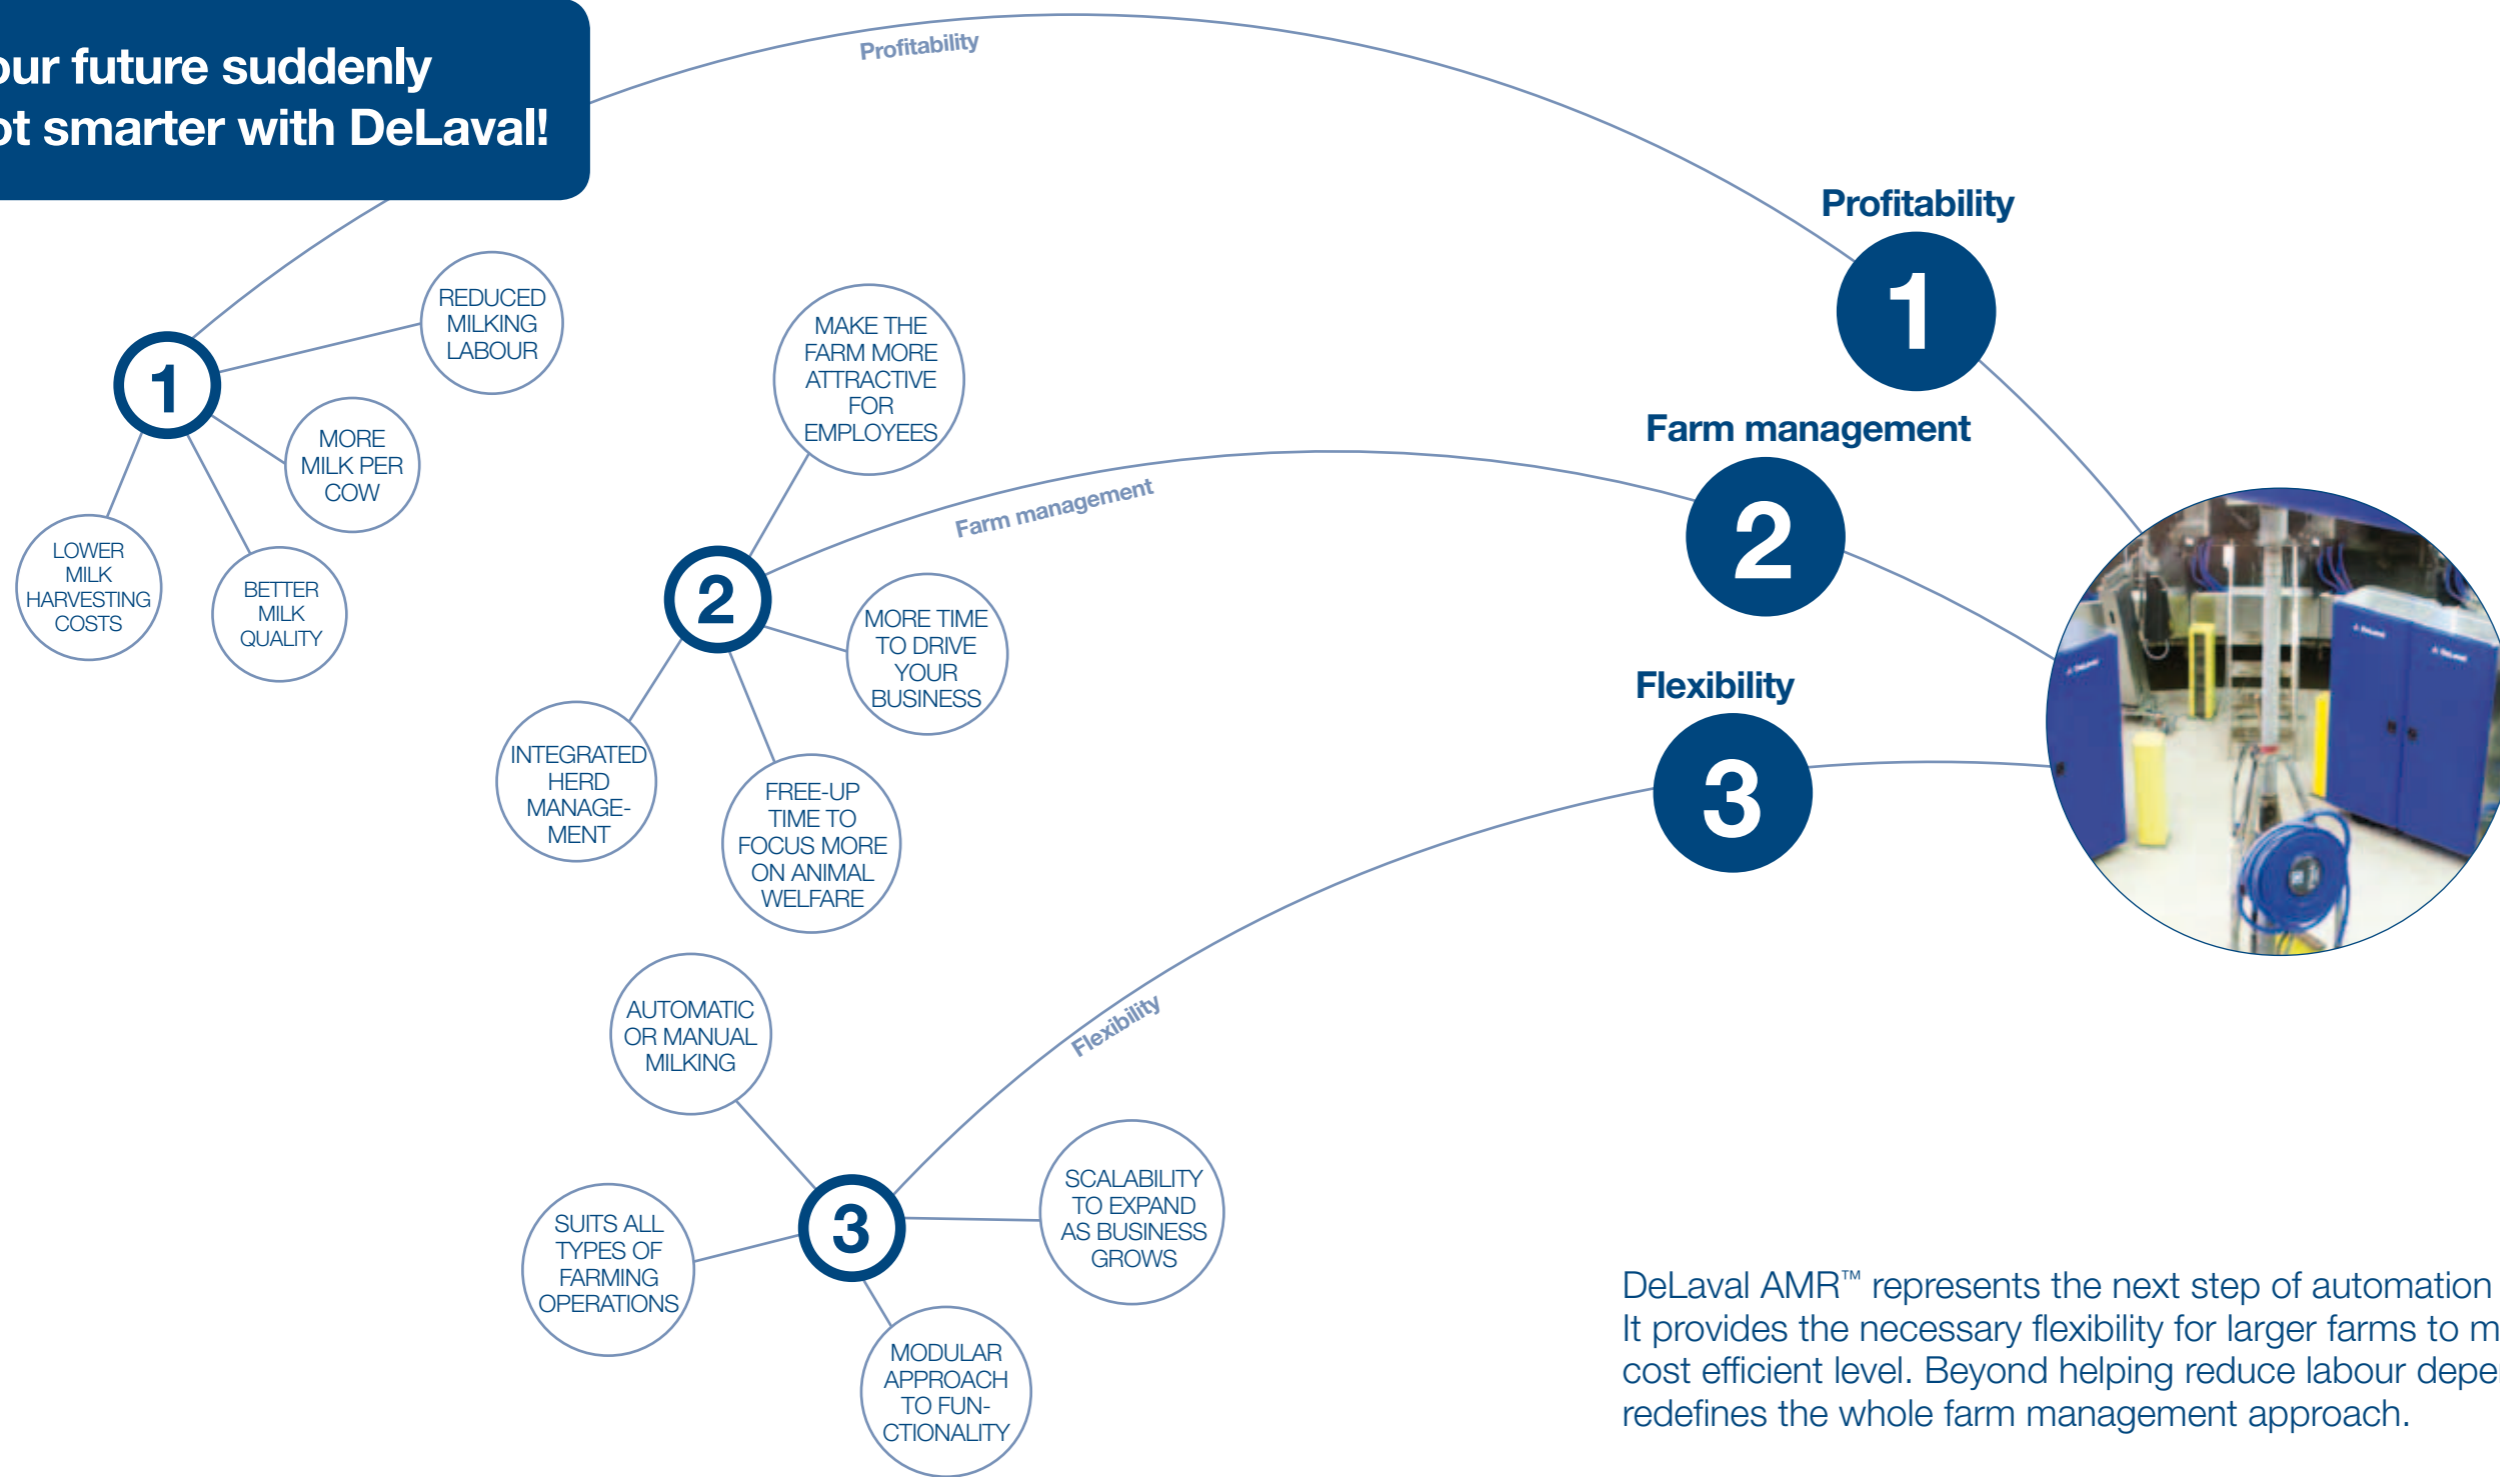 our future suddenly
ot smarter with DeLaval!
Profitability
Profitability
1
REDUCED
MILKING
LABOUR
1
MORE
MILK PER
COW
LOWER
MILK
HARVESTING
COSTS
BETTER
MILK
QUALITY
MAKE THE
FARM MORE
ATTRACTIVE
FOR
EMPLOYEES
Farm management
Farm management
2
2
MORE TIME
TO DRIVE
YOUR
BUSINESS
INTEGRATED
HERD
MANAGE-
MENT
FREE-UP
TIME TO
FOCUS MORE
ON ANIMAL
WELFARE
Flexibility
3
DeLaval
DeLaval
DeLaval
Flexibility
AUTOMATIC
OR MANUAL
MILKING
3
SUITS ALL
TYPES OF
FARMING
OPERATIONS
SCALABILITY
TO EXPAND
AS BUSINESS
GROWS
MODULAR
APPROACH
TO FUN-
CTIONALITY
DeLaval AMR™ represents the next step of automation
It provides the necessary flexibility for larger farms to m
cost efficient level. Beyond helping reduce labour depe
redefines the whole farm management approach.